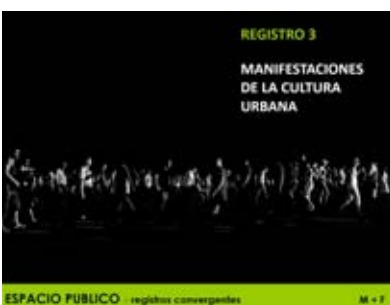 REGISTRO 3
MANIFESTACIONES
DE LA CULTURA
URBANA
ESPACIO PUBLICO - registros convergentes M + F